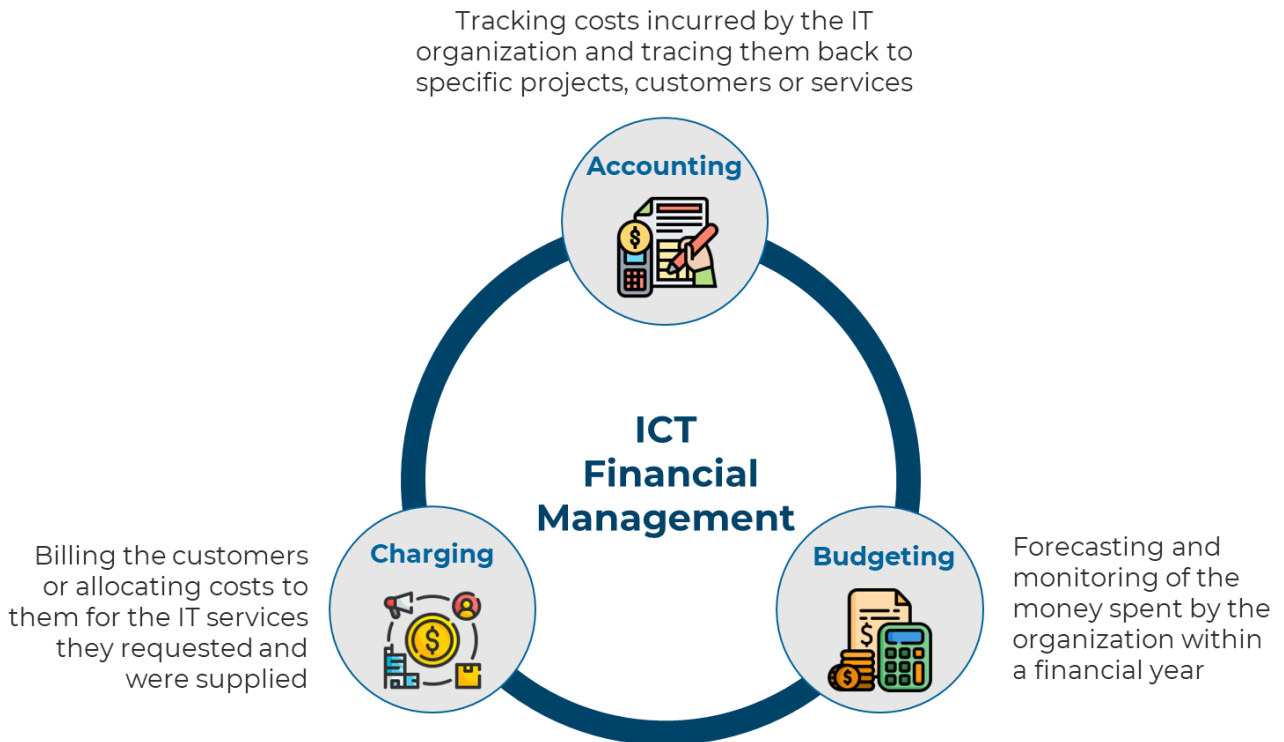 Tracking costs incurred by the IT
organization and tracing them back to
specific projects, customers or services
Accounting
$
ICT
Financial
Management
Charging
$
Billing the customers
or allocating costs to
them for the IT services
they requested and
were supplied
Budgeting
$
$
Forecasting and
monitoring of the
money spent by the
organization within
a financial year